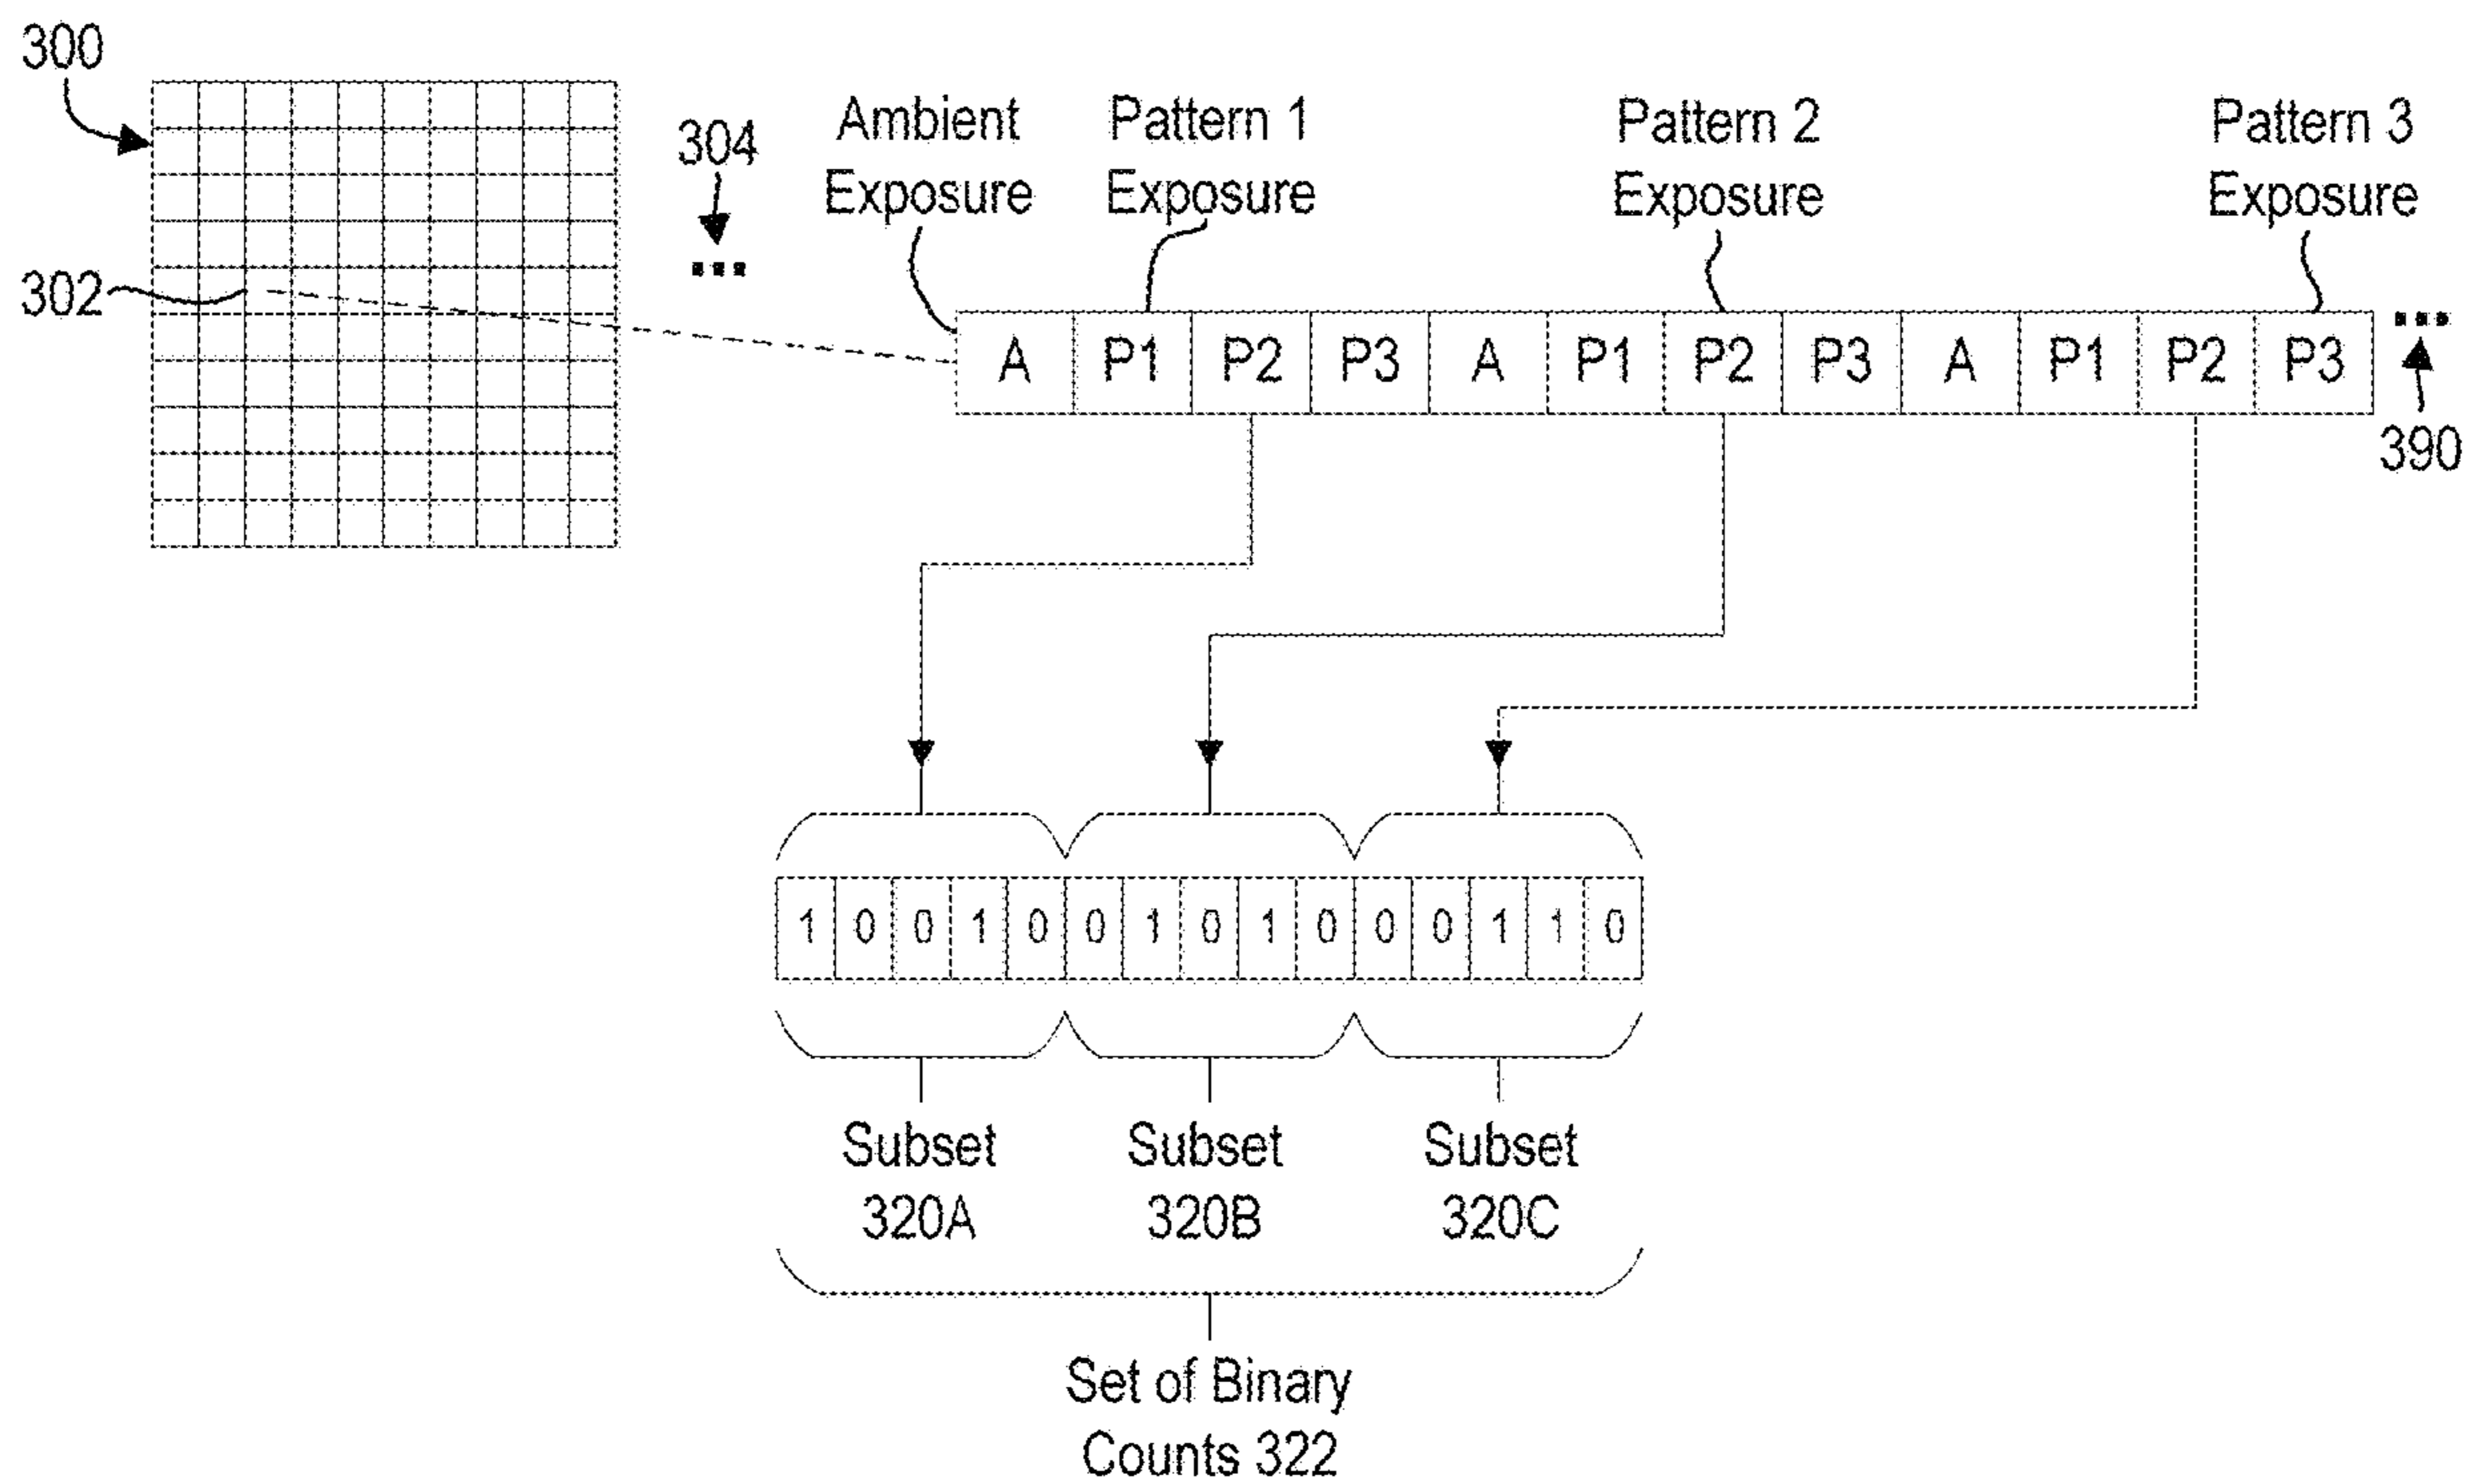 300
304
Ambient
Exposure
Pattern 1
Exposure
Pattern 2
Exposure
Pattern 3
Exposure
302
A P1 P2 P3 A P1 P2 P3 A P1 P2 P3
390
1 0 0 1 0 0 1 0 1 0 0 0 1 1 0
Subset
320A
Subset
320B
Subset
320C
Set of Binary
Counts 322